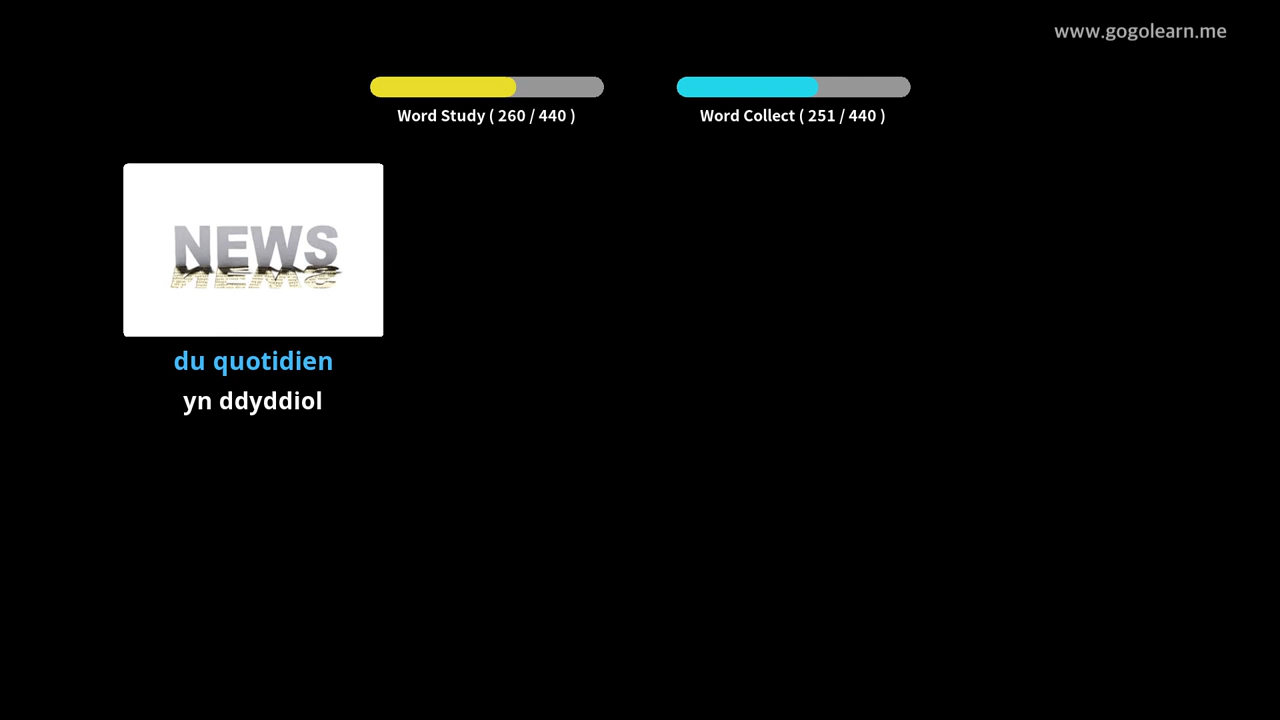 www.gogolearn.me
Word Study ( 260 / 440 )
Word Collect ( 251 / 440 )
NEWS
du quotidien
yn ddyddiol